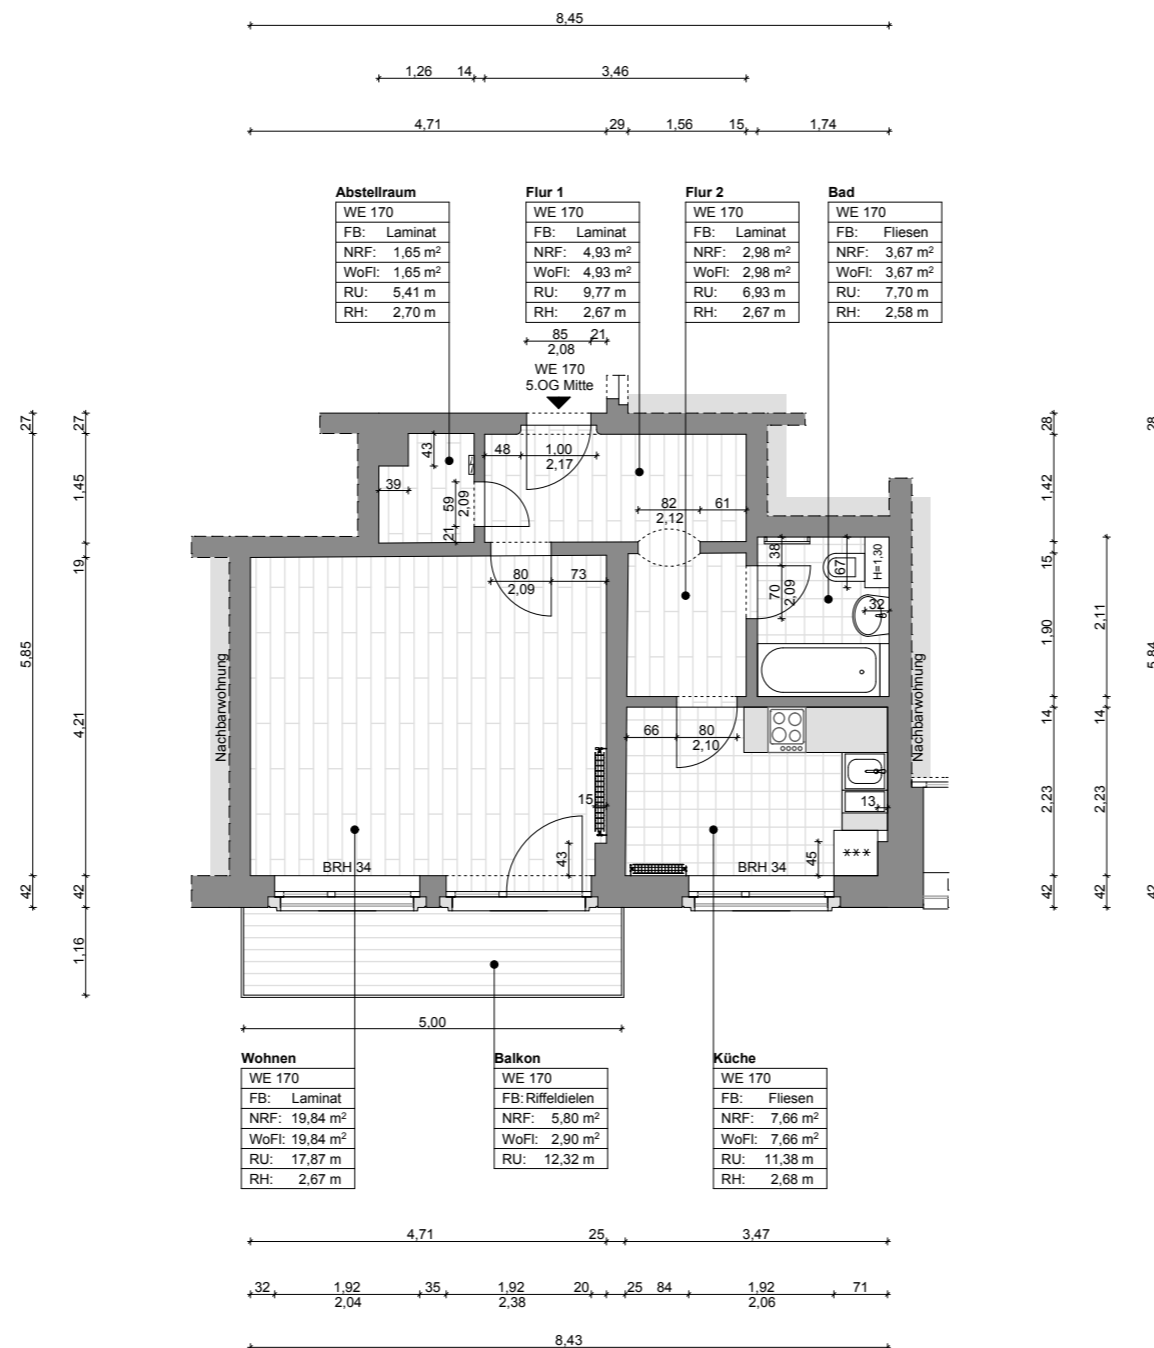 8,45
1,26 14 3,46
4,71 29 1,56 15 1,74
Abstellraum
WE 170
FB: Laminat
NRF: 1,65 m²
WoFl: 1,65 m²
RU: 5,41 m
RH: 2,70 m
Flur 1
WE 170
FB: Laminat
NRF: 4,93 m²
WoFl: 4,93 m²
RU: 9,77 m
RH: 2,67 m
Flur 2
WE 170
FB: Laminat
NRF: 2,98 m²
WoFl: 2,98 m²
RU: 6,93 m
RH: 2,67 m
Bad
WE 170
FB: Fliesen
NRF: 3,67 m²
WoFl: 3,67 m²
RU: 7,70 m
RH: 2,58 m
85 21
2,08
WE 170
5.OG Mitte
27
5,85
42
27
1,45
19
4,21
42
1,16
43
39
59
2,09
21
48 1,00
2,17
82 61
2,12
80 73
2,09
38
70
2,09
67
H=1,30
32
Nachbarwohnung
Nachbarwohnung
66 80
2,10
15
43
13
45
***
BRH 34
BRH 34
28
1,42
15
1,90
14
2,23
42
2,11
14
2,23
42
28
5,84
42
5,00
Wohnen
WE 170
FB: Laminat
NRF: 19,84 m²
WoFl: 19,84 m²
RU: 17,87 m
RH: 2,67 m
Balkon
WE 170
FB: Riffeldielen
NRF: 5,80 m²
WoFl: 2,90 m²
RU: 12,32 m
Küche
WE 170
FB: Fliesen
NRF: 7,66 m²
WoFl: 7,66 m²
RU: 11,38 m
RH: 2,68 m
4,71 25 3,47
32 1,92 35 1,92 20 25 84 1,92 71
2,04 2,38 2,06
8,43